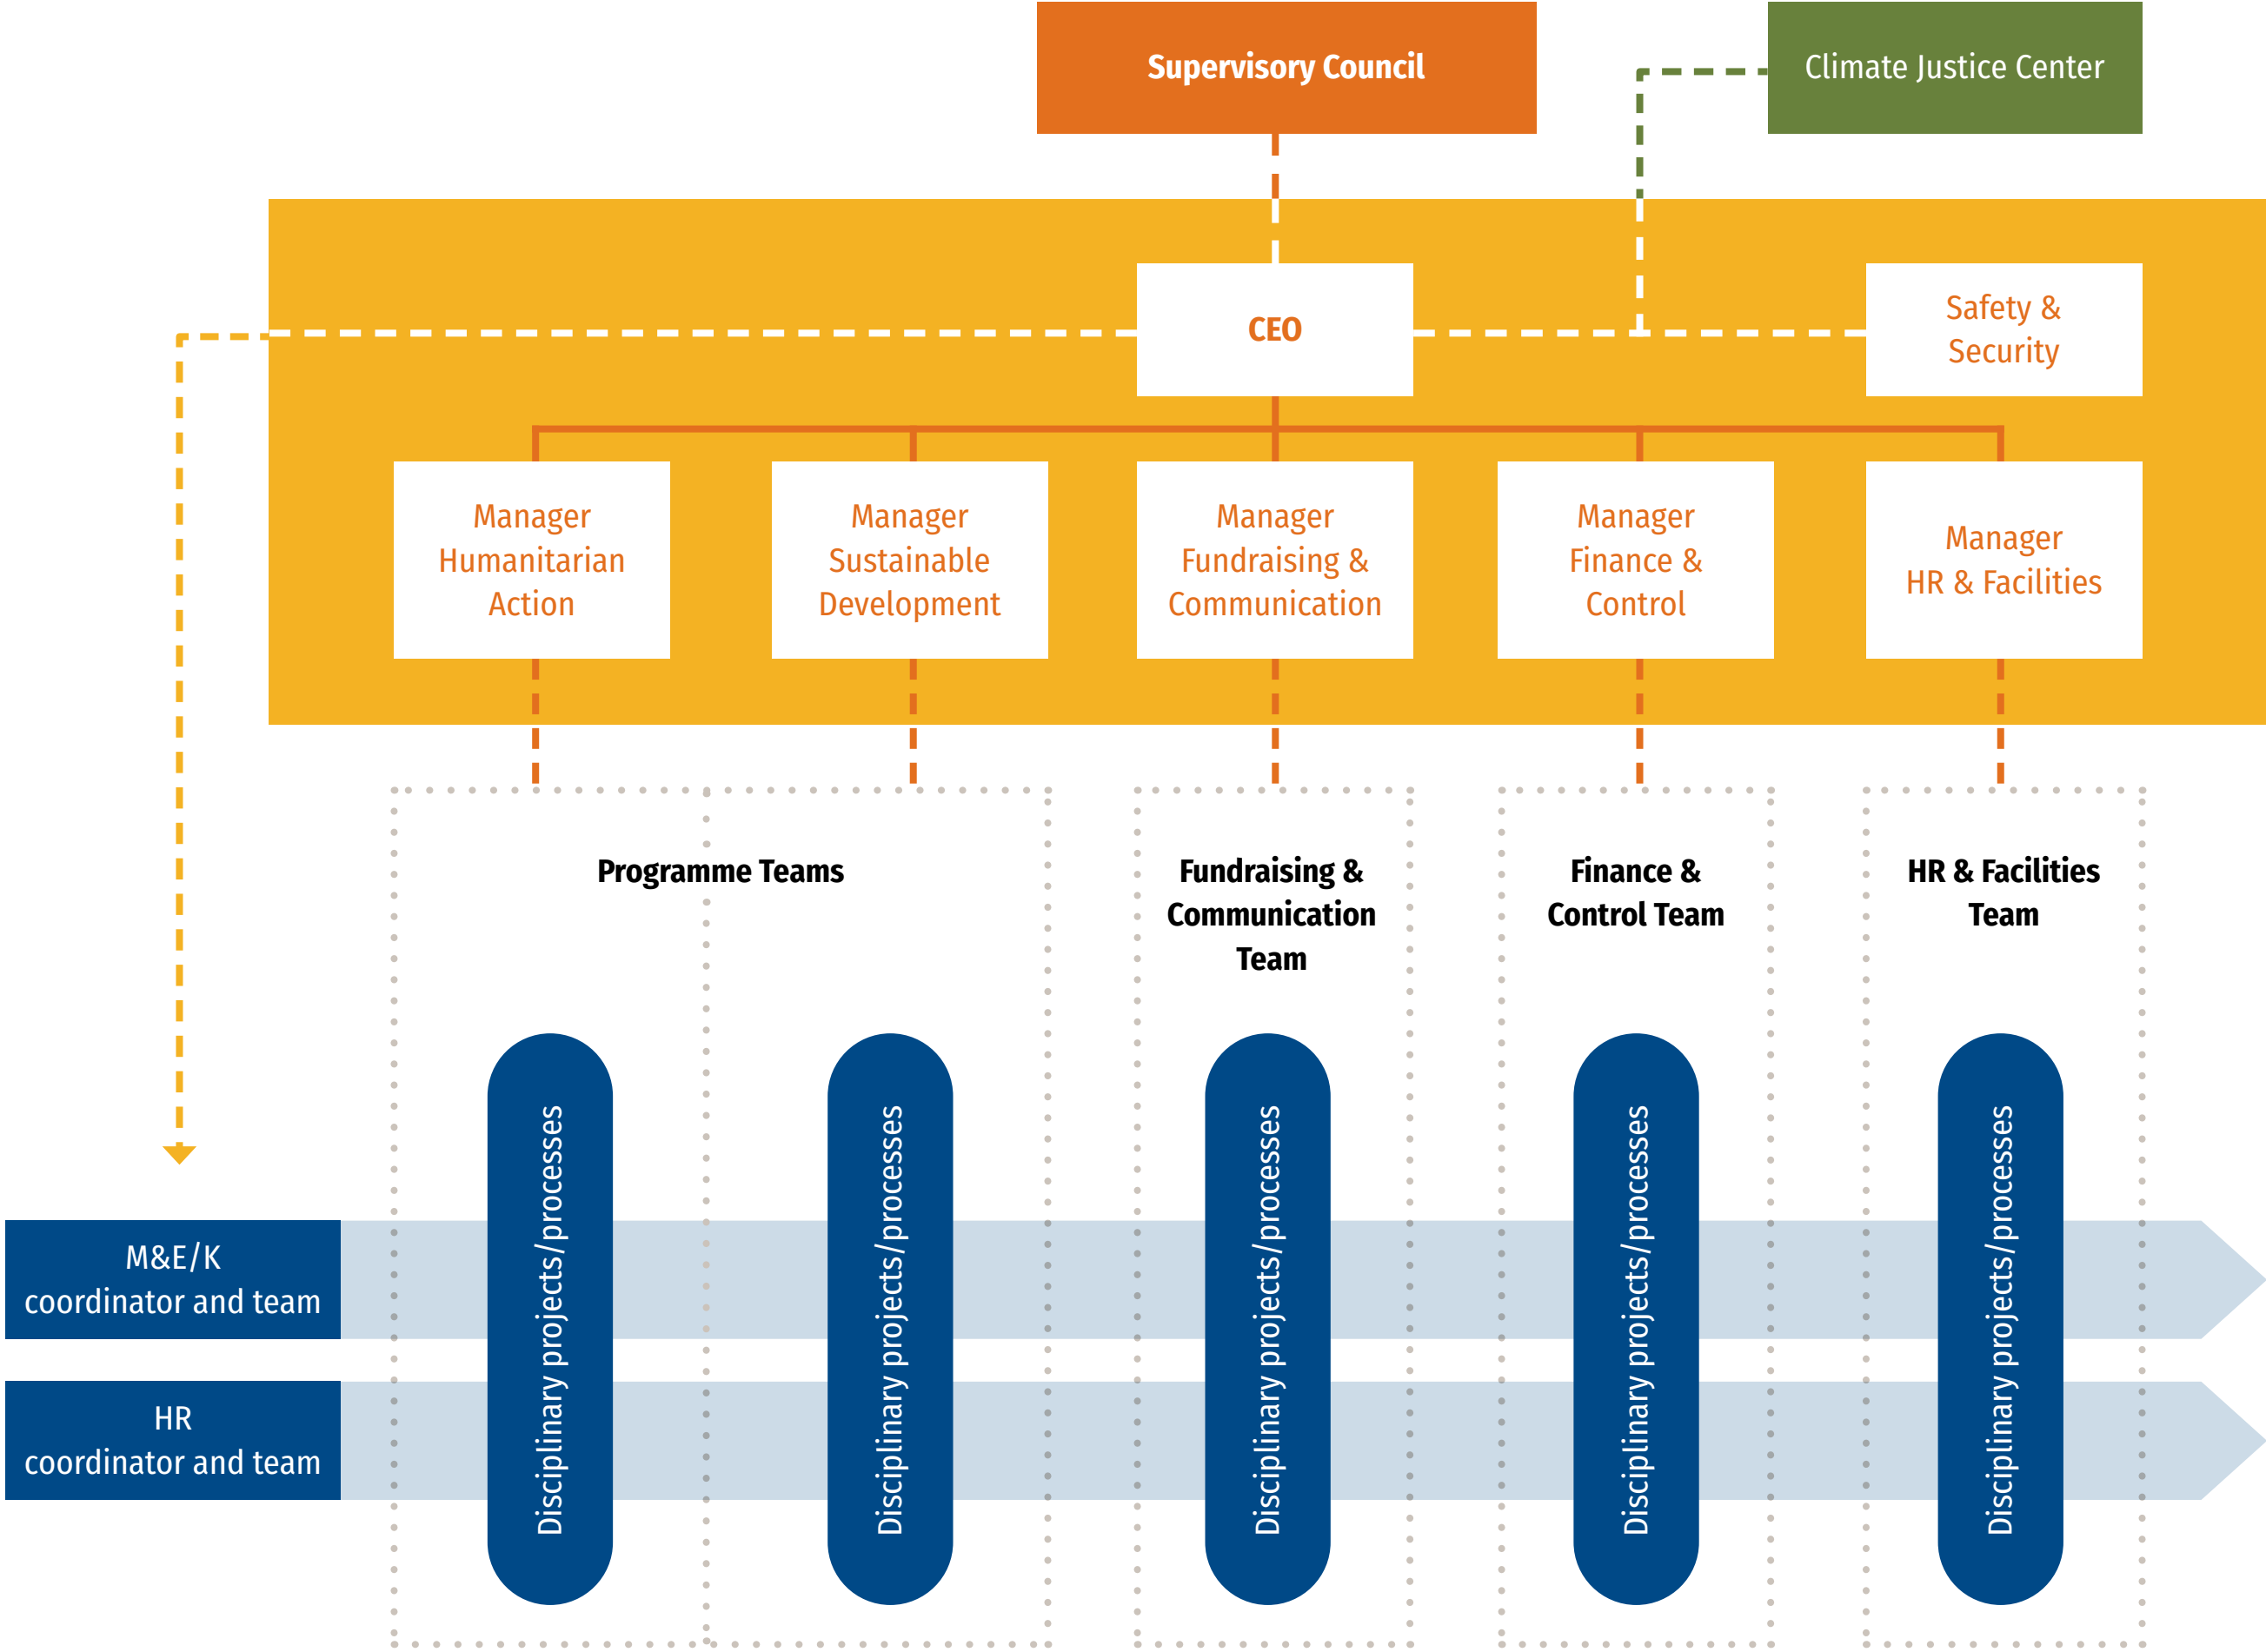 Supervisory Council
Climate Justice Center
CEO
Safety &
Security
Manager
Humanitarian
Action
Manager
Sustainable
Development
Manager
Fundraising &
Communication
Manager
Finance &
Control
Manager
HR & Facilities
Programme Teams
Fundraising &
Communication
Team
Finance &
Control Team
HR & Facilities
Team
Disciplinary projects/processes
Disciplinary projects/processes
Disciplinary projects/processes
Disciplinary projects/processes
Disciplinary projects/processes
M&E/K
coordinator and team
HR
coordinator and team